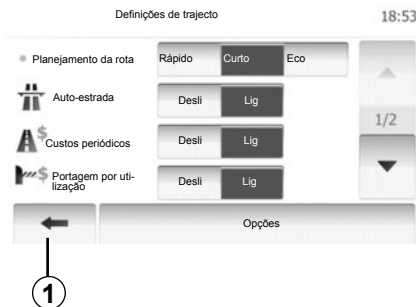 Definições de trajecto
18:53
Planejamento da rota
Rápido
Curto
Eco
Auto-estrada
Desli
Lig
1/2
$
Custos periódicos
Desli
Lig
$
Portagem por uti-
lização
Desli
Lig
Opções
1